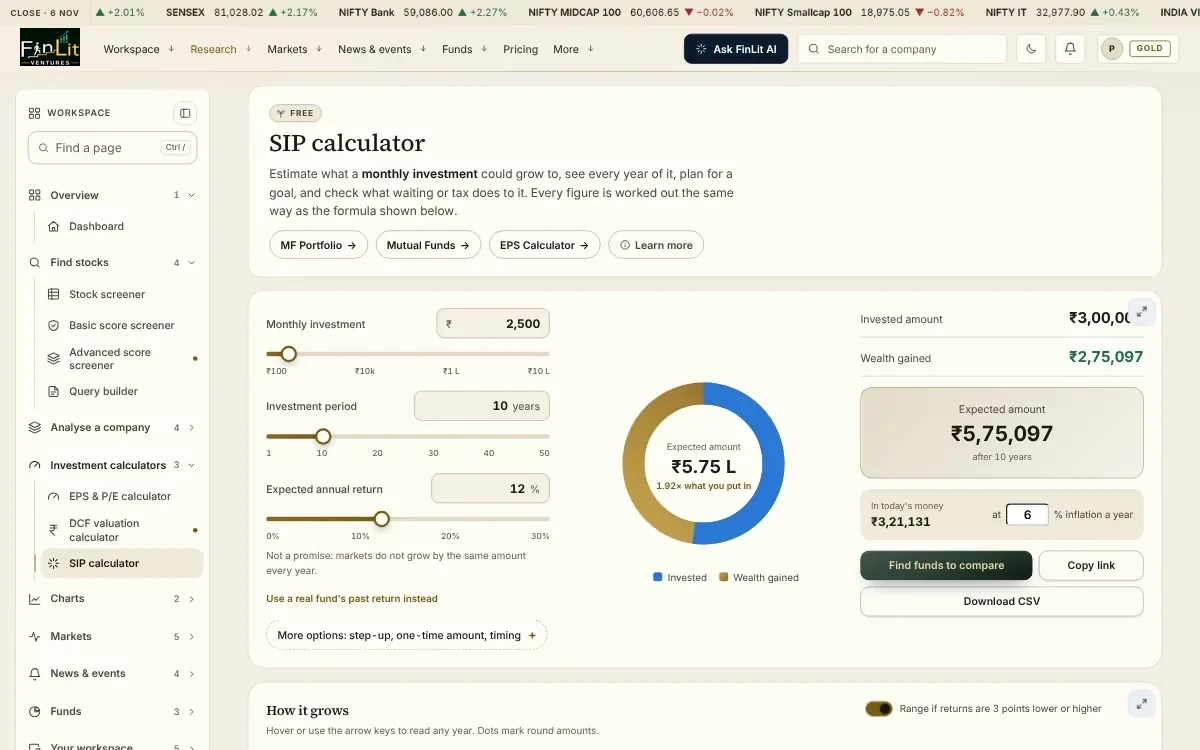 CLOSE · 6 NOV ▲ +2.01% SENSEX 81,028.02 ▲ +2.17% NIFTY Bank 59,086.00 ▲ +2.27% NIFTY MIDCAP 100 60,606.65 ▼ −0.02% NIFTY Smallcap 100 18,975.05 ▼ −0.82% NIFTY IT 32,977.90 ▲ +0.43% INDIA VI
FinLit
VENTURES
Workspace Research Markets News & events Funds Pricing More
Ask FinLit AI
Search for a company
P GOLD
WORKSPACE
Find a page Ctrl /
Overview 1
Dashboard
Find stocks 4
Stock screener
Basic score screener
Advanced score
screener
Query builder
Analyse a company 4
Investment calculators 3
EPS & P/E calculator
DCF valuation
calculator
SIP calculator
Charts 2
Markets 5
News & events 4
Funds 3
Your workspace 5
FREE
SIP calculator
Estimate what a monthly investment could grow to, see every year of it, plan for a
goal, and check what waiting or tax does to it. Every figure is worked out the same
way as the formula shown below.
MF Portfolio → Mutual Funds → EPS Calculator → Learn more
Monthly investment ₹ 2,500
₹100 ₹10k ₹1 L ₹10 L
Investment period 10 years
1 10 20 30 40 50
Expected annual return 12 %
0% 10% 20% 30%
Not a promise: markets do not grow by the same amount
every year.
Use a real fund's past return instead
More options: step-up, one-time amount, timing +
Expected amount
₹5.75 L
1.92× what you put in
Invested Wealth gained
Invested amount ₹3,00,00
Wealth gained ₹2,75,097
Expected amount
₹5,75,097
after 10 years
In today's money
₹3,21,131
at 6 % inflation a year
Find funds to compare Copy link
Download CSV
How it grows
Hover or use the arrow keys to read any year. Dots mark round amounts.
Range if returns are 3 points lower or higher